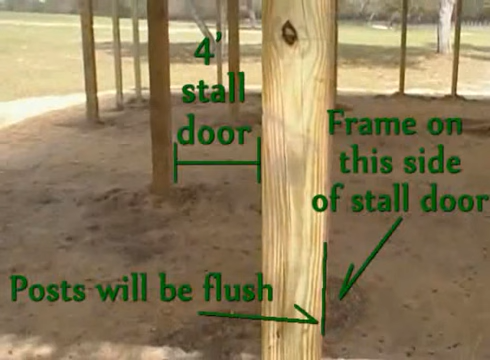 4'
stall
door
Frame on
this side
of stall door
Posts will be flush